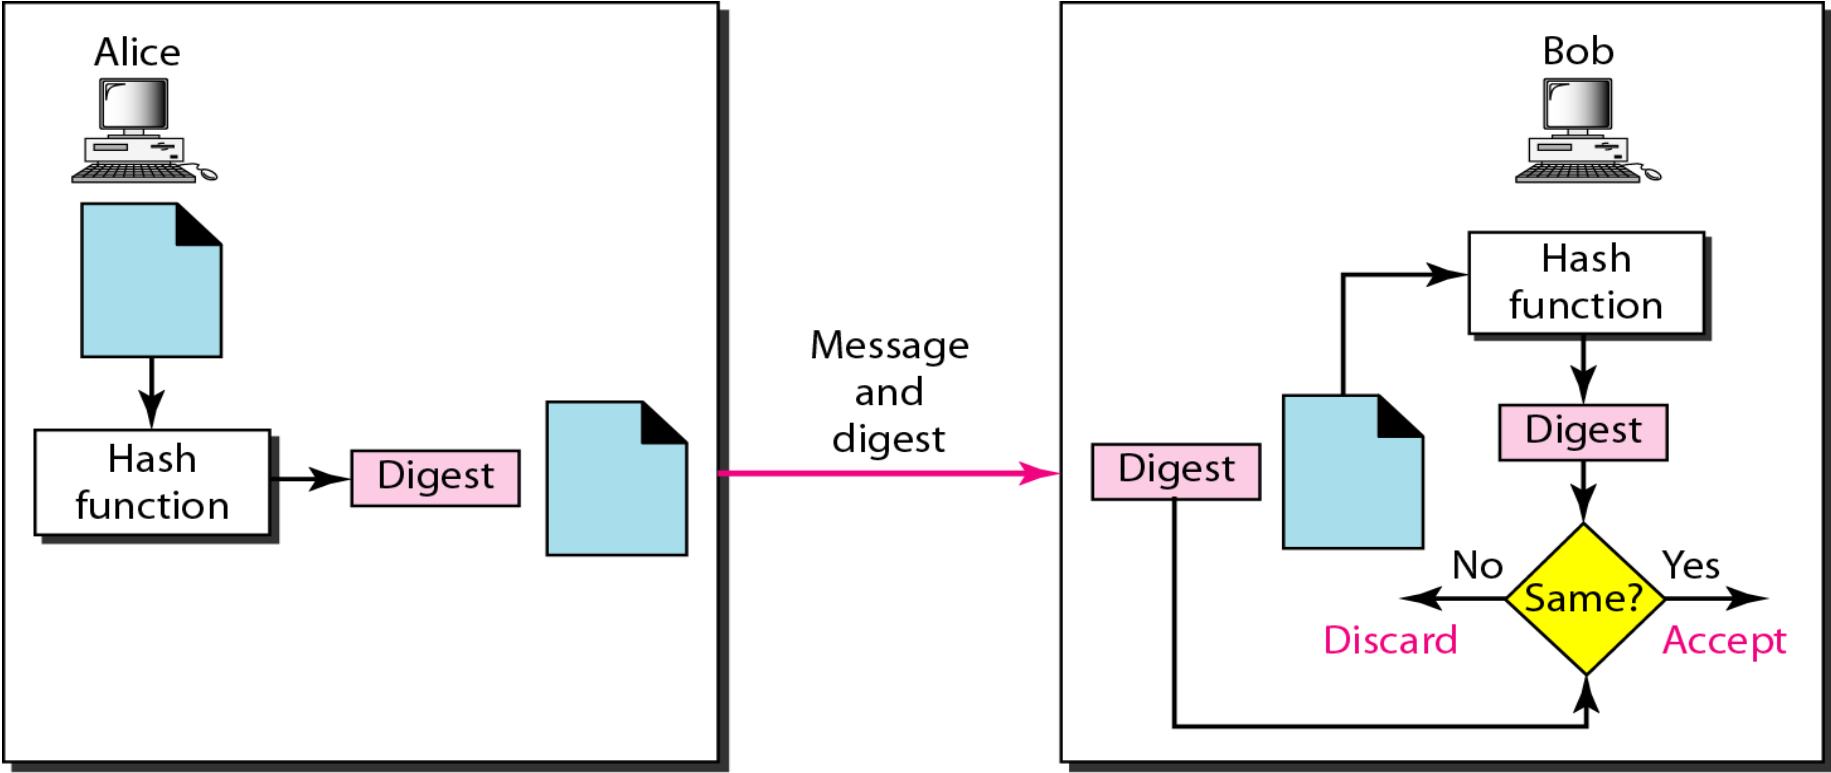 Alice
Hash
function
Digest
Message
and
digest
Bob
Hash
function
Digest
Digest
Same?
No
Yes
Discard
Accept